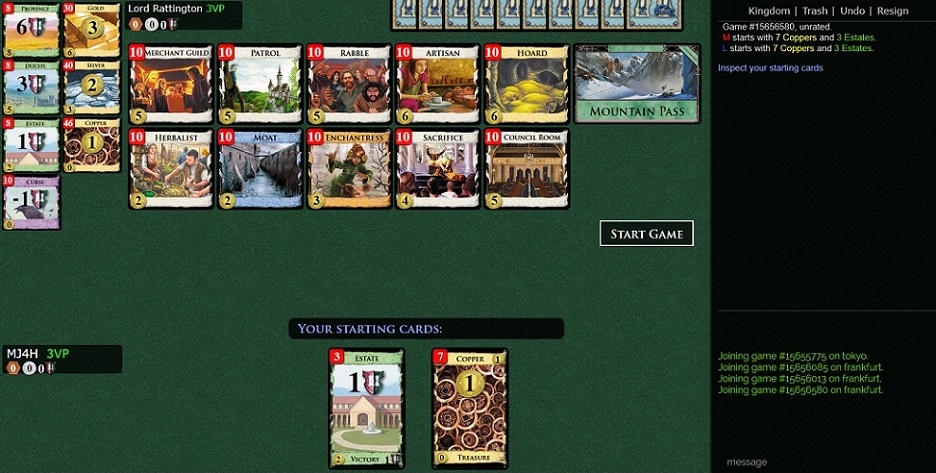 8 PROVINCE 6 8
30 GOLD 3 6
Lord Rattington 3VP
0 0 0
Kingdom | Trash | Undo | Resign
Game #15656580, unrated.
M starts with 7 Coppers and 3 Estates.
L starts with 7 Coppers and 3 Estates.
Inspect your starting cards
8 DUCHY 3 5
40 SILVER 2 3
10 MERCHANT GUILD 5
10 PATROL 5
10 RABBLE 5
10 ARTISAN 6
10 HOARD 6
MOUNTAIN PASS
8 ESTATE 1 2
46 COPPER 1 0
10 HERBALIST 2
10 MOAT 2
10 ENCHANTRESS 3
10 SACRIFICE 4
10 COUNCIL ROOM 5
10 CURSE -1 0
START GAME
YOUR STARTING CARDS:
MJ4H 3VP
0 0 0
3 ESTATE
1
2 VICTORY 1
7 COPPER 1
1
0 TREASURE
Joining game #15655775 on tokyo.
Joining game #15656085 on frankfurt.
Joining game #15656013 on frankfurt.
Joining game #15656580 on frankfurt.
message